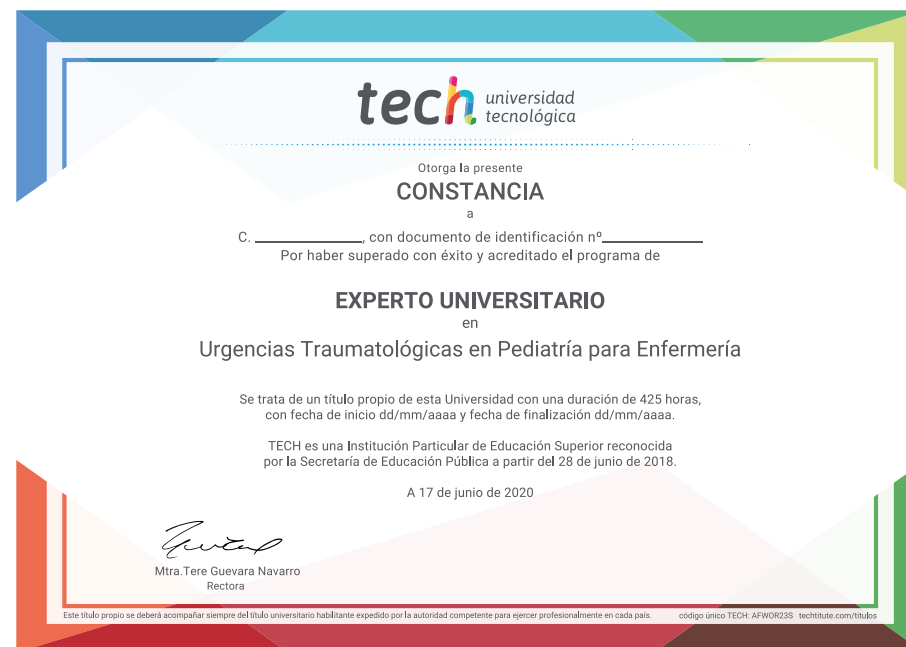 tech universidad
tecnológica
Otorga la presente
CONSTANCIA
a
C. ______________, con documento de identificación nº_____________
Por haber superado con éxito y acreditado el programa de
EXPERTO UNIVERSITARIO
en
Urgencias Traumatológicas en Pediatría para Enfermería
Se trata de un título propio de esta Universidad con una duración de 425 horas,
con fecha de inicio dd/mm/aaaa y fecha de finalización dd/mm/aaaa.
TECH es una Institución Particular de Educación Superior reconocida
por la Secretaría de Educación Pública a partir del 28 de junio de 2018.
A 17 de junio de 2020
Mtra.Tere Guevara Navarro
Rectora
Este título propio se deberá acompañar siempre del título universitario habilitante expedido por la autoridad competente para ejercer profesionalmente en cada país. código único TECH: AFWOR23S techtitute.com/titulos